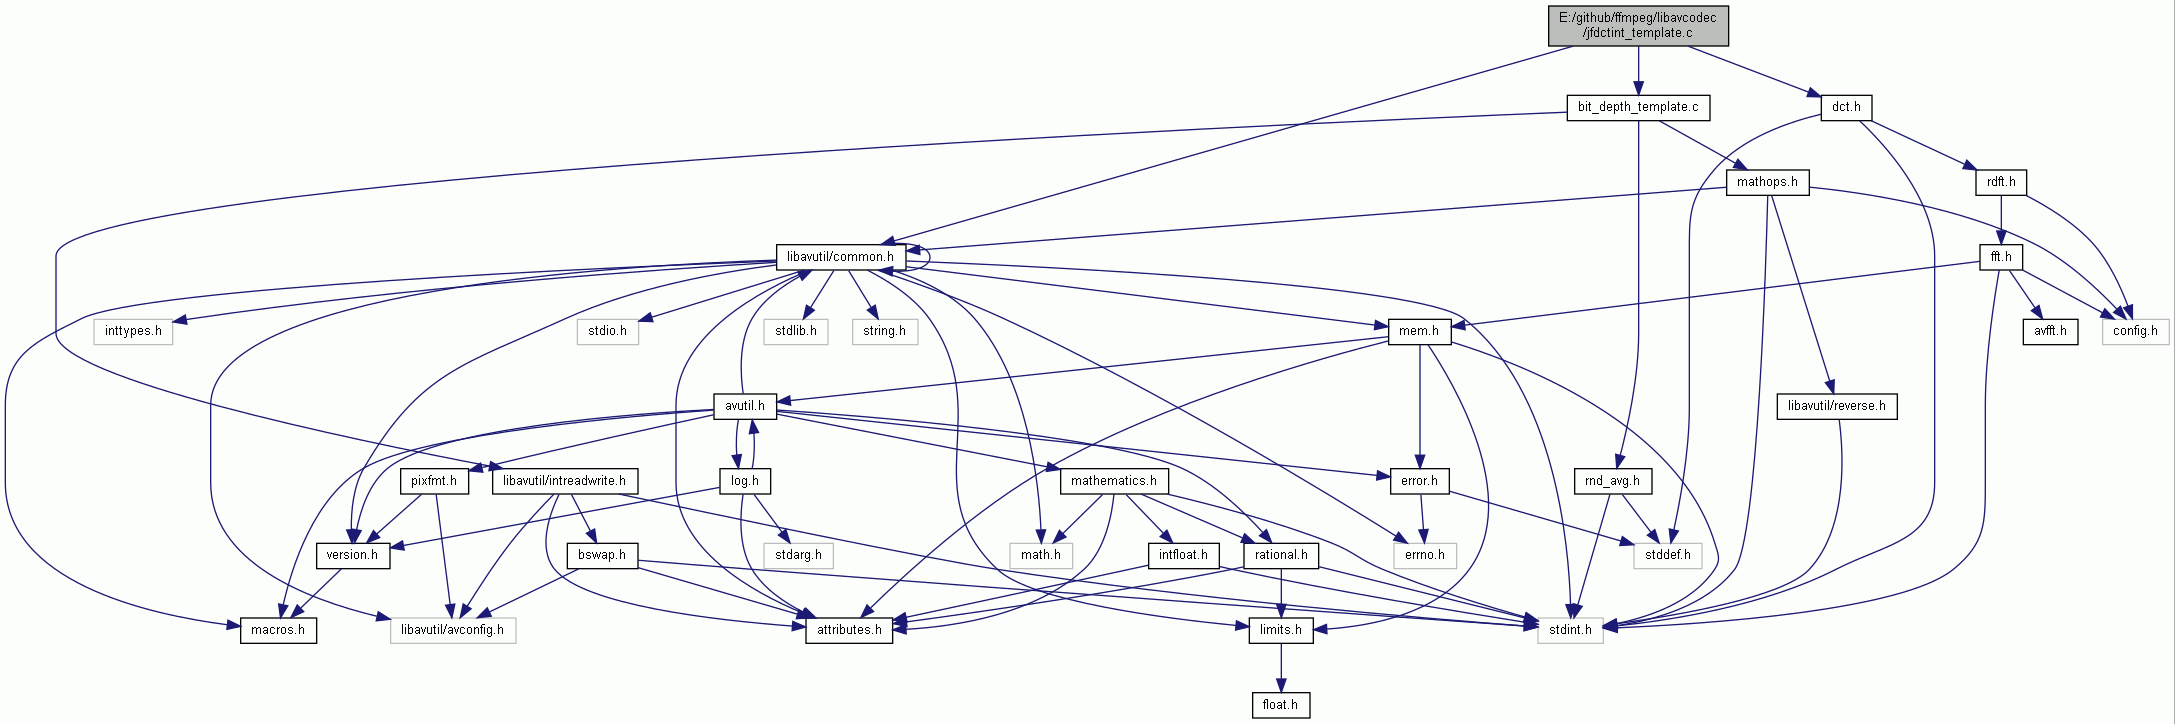 E:/github/ffmpeg/libavcodec
/jfdctint_template.c
bit_depth_template.c
dct.h
mathops.h
rdft.h
libavutil/common.h
fft.h
inttypes.h
stdio.h
stdlib.h
string.h
mem.h
avfft.h
config.h
avutil.h
libavutil/reverse.h
pixfmt.h
libavutil/intreadwrite.h
log.h
mathematics.h
error.h
rnd_avg.h
version.h
bswap.h
stdarg.h
math.h
intfloat.h
rational.h
errno.h
stddef.h
macros.h
libavutil/avconfig.h
attributes.h
limits.h
stdint.h
float.h